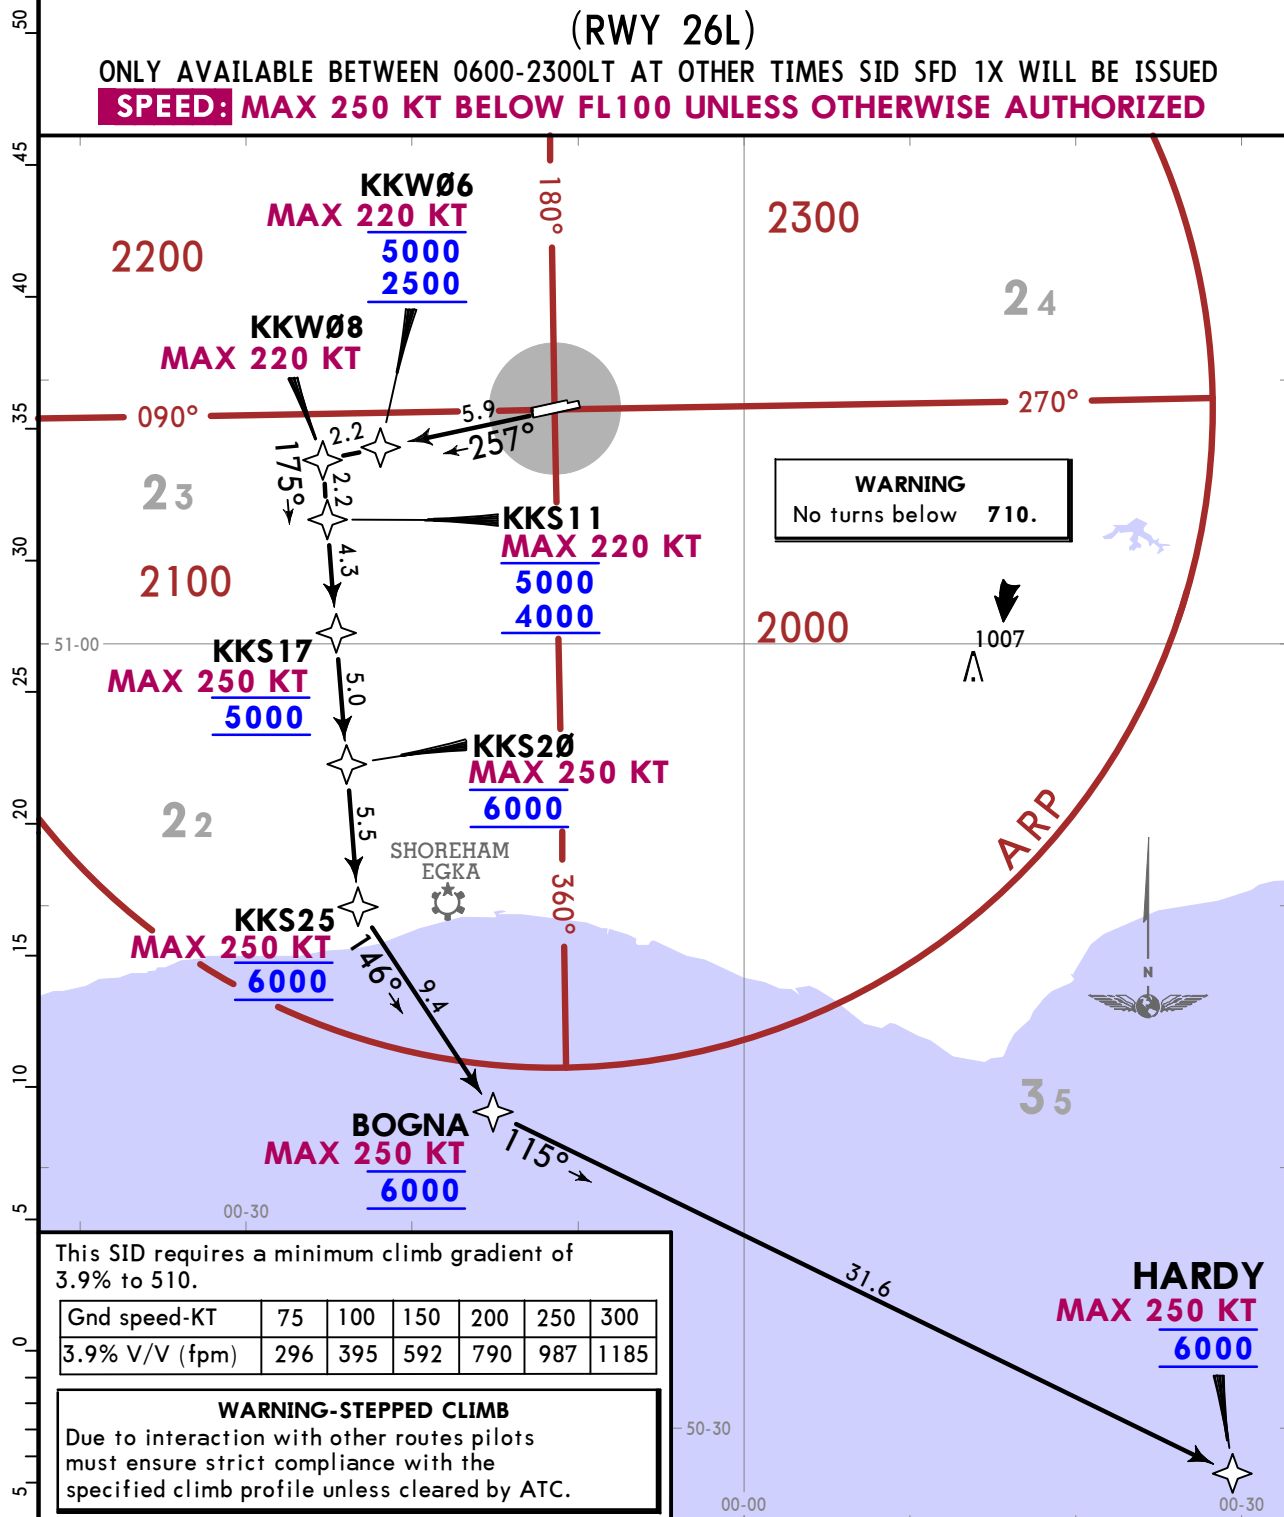 (RWY 26L)
ONLY AVAILABLE BETWEEN 0600-2300LT AT OTHER TIMES SID SFD 1X WILL BE ISSUED
SPEED: MAX 250 KT BELOW FL100 UNLESS OTHERWISE AUTHORIZED
50
45
40
35
30
25
20
15
10
5
0
5
KKWØ6
MAX 220 KT
5000
2500
180°
2300
2200
2 4
KKWØ8
MAX 220 KT
090°
270°
5.9
257°
2.2
175°
2.2
2 3
WARNING
No turns below 710.
KKS11
MAX 220 KT
5000
4000
4.3
2100
2000
1007
51-00
KKS17
MAX 250 KT
5000
5.0
KKS2Ø
MAX 250 KT
6000
2 2
5.5
ARP
SHOREHAM
EGKA
360°
KKS25
MAX 250 KT
6000
146°
9.4
N
3 5
BOGNA
MAX 250 KT
6000
115°
00-30
31.6
HARDY
MAX 250 KT
6000
This SID requires a minimum climb gradient of
3.9% to 510.
Gnd speed-KT 75 100 150 200 250 300
3.9% V/V (fpm) 296 395 592 790 987 1185
WARNING-STEPPED CLIMB
Due to interaction with other routes pilots
must ensure strict compliance with the
specified climb profile unless cleared by ATC.
50-30
00-00
00-30